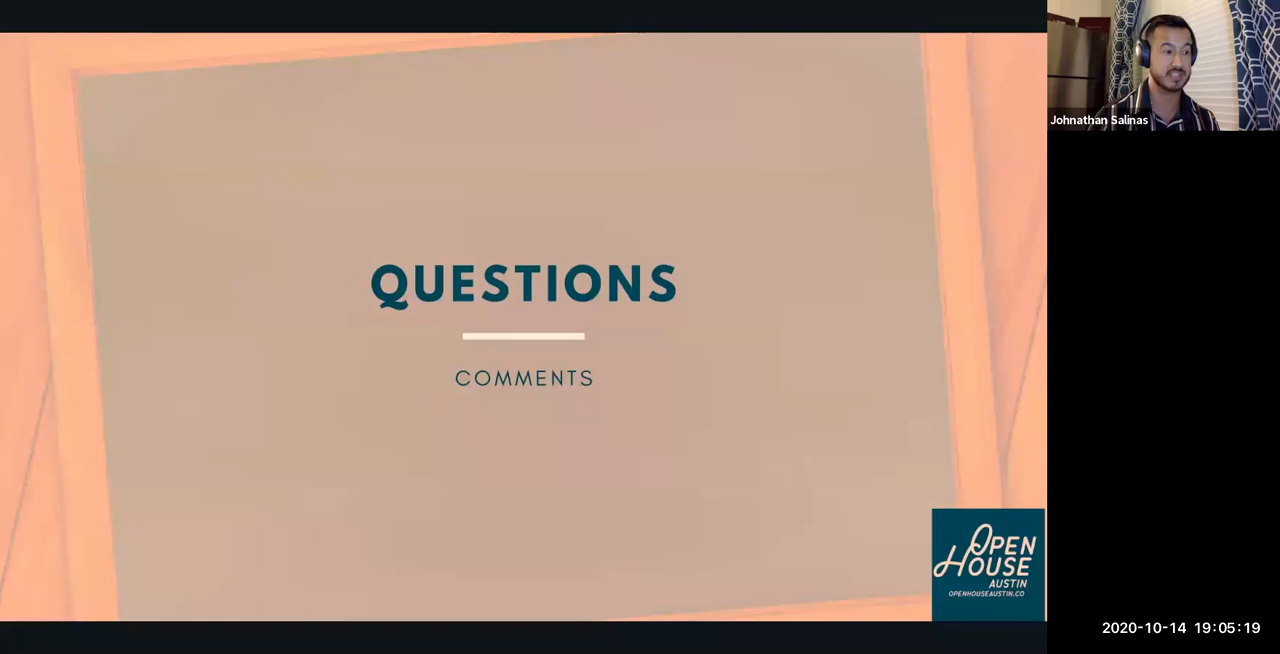 QUESTIONS
COMMENTS
OPEN
HOUSE
AUSTIN
OPENHOUSEAUSTIN.CO
Johnathan Salinas
2020-10-14 19:05:19